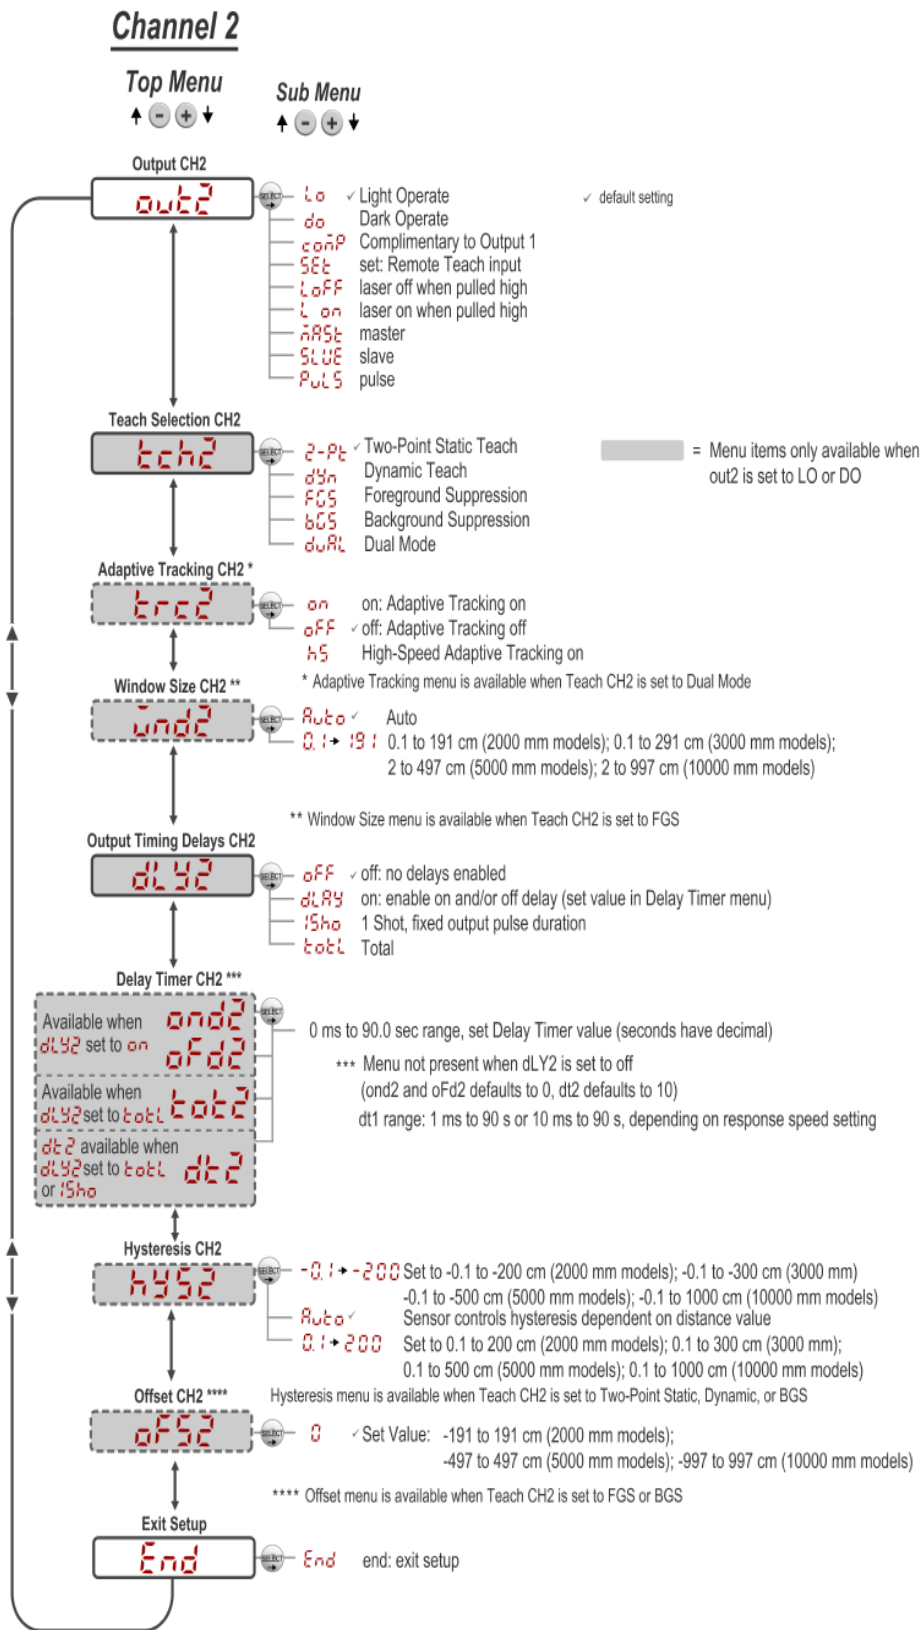 Channel 2
Top Menu
Sub Menu
Output CH2
out2
SELECT
Lo ✓ Light Operate
✓ default setting
do Dark Operate
comP Complimentary to Output 1
SEt set: Remote Teach input
LoFF laser off when pulled high
L on laser on when pulled high
mASt master
SLUE slave
PuLS pulse
Teach Selection CH2
tch2
SELECT
2-Pt ✓ Two-Point Static Teach
dYn Dynamic Teach
FGS Foreground Suppression
bGS Background Suppression
duAL Dual Mode
= Menu items only available when
out2 is set to LO or DO
Adaptive Tracking CH2 *
trc2
SELECT
on on: Adaptive Tracking on
oFF ✓ off: Adaptive Tracking off
hS High-Speed Adaptive Tracking on
* Adaptive Tracking menu is available when Teach CH2 is set to Dual Mode
Window Size CH2 **
wnd2
SELECT
Auto ✓ Auto
0.1 → 191 0.1 to 191 cm (2000 mm models); 0.1 to 291 cm (3000 mm models);
2 to 497 cm (5000 mm models); 2 to 997 cm (10000 mm models)
** Window Size menu is available when Teach CH2 is set to FGS
Output Timing Delays CH2
dLY2
SELECT
oFF ✓ off: no delays enabled
dLAY on: enable on and/or off delay (set value in Delay Timer menu)
1Sho 1 Shot, fixed output pulse duration
totL Total
Delay Timer CH2 ***
Available when
dLY2 set to on
ond2
oFd2
SELECT
0 ms to 90.0 sec range, set Delay Timer value (seconds have decimal)
*** Menu not present when dLY2 is set to off
(ond2 and oFd2 defaults to 0, dt2 defaults to 10)
dt1 range: 1 ms to 90 s or 10 ms to 90 s, depending on response speed setting
Available when
dLY2 set to totL
tot2
dt2 available when
dLY2 set to totL
or 1Sho
dt2
Hysteresis CH2
hYS2
SELECT
-0.1 → -200 Set to -0.1 to -200 cm (2000 mm models); -0.1 to -300 cm (3000 mm)
-0.1 to -500 cm (5000 mm models); -0.1 to 1000 cm (10000 mm models)
Auto ✓ Sensor controls hysteresis dependent on distance value
0.1 → 200 Set to 0.1 to 200 cm (2000 mm models); 0.1 to 300 cm (3000 mm);
0.1 to 500 cm (5000 mm models); 0.1 to 1000 cm (10000 mm models)
Hysteresis menu is available when Teach CH2 is set to Two-Point Static, Dynamic, or BGS
Offset CH2 ****
oFS2
SELECT
0 ✓ Set Value: -191 to 191 cm (2000 mm models);
-497 to 497 cm (5000 mm models); -997 to 997 cm (10000 mm models)
**** Offset menu is available when Teach CH2 is set to FGS or BGS
Exit Setup
End
SELECT
End end: exit setup